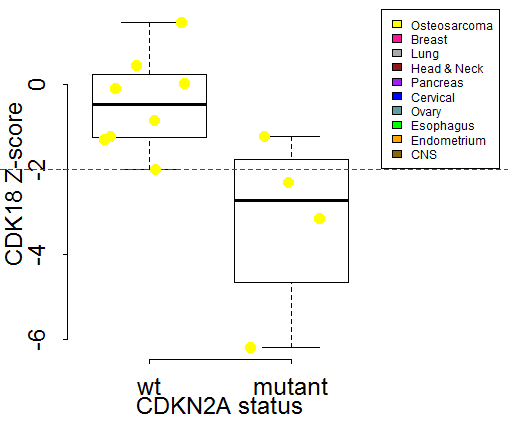 Osteosarcoma
Breast
Lung
Head & Neck
Pancreas
Cervical
Ovary
Esophagus
Endometrium
CNS
CDK18 Z-score
0
-2
-4
-6
wt mutant
CDKN2A status